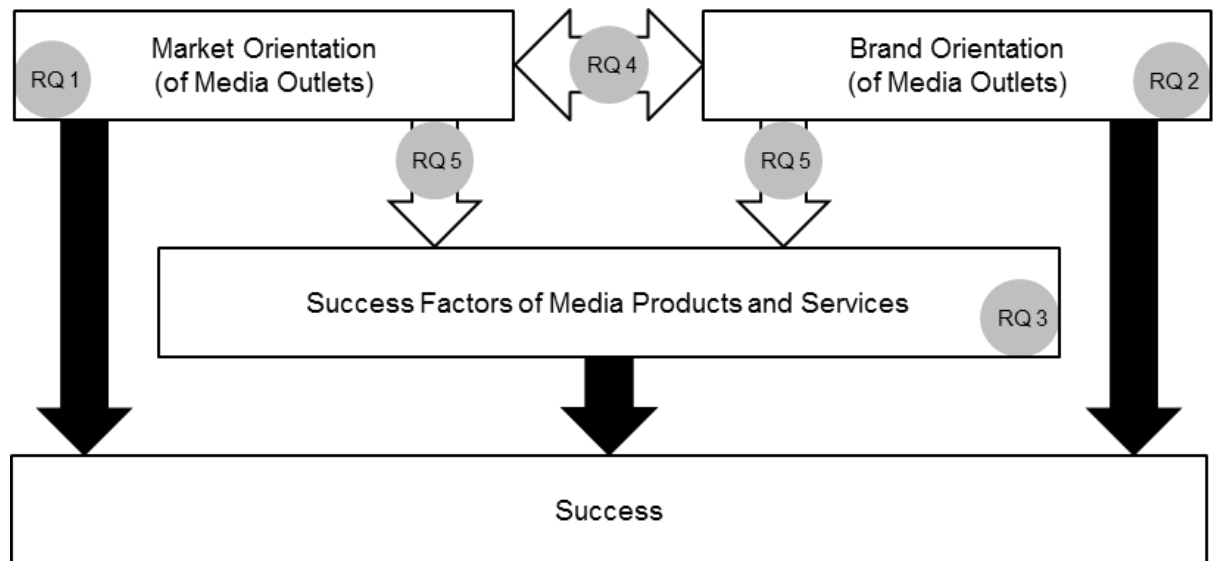 Market Orientation
(of Media Outlets)
RQ 1
RQ 4
Brand Orientation
(of Media Outlets)
RQ 2
RQ 5
RQ 5
Success Factors of Media Products and Services
RQ 3
Success